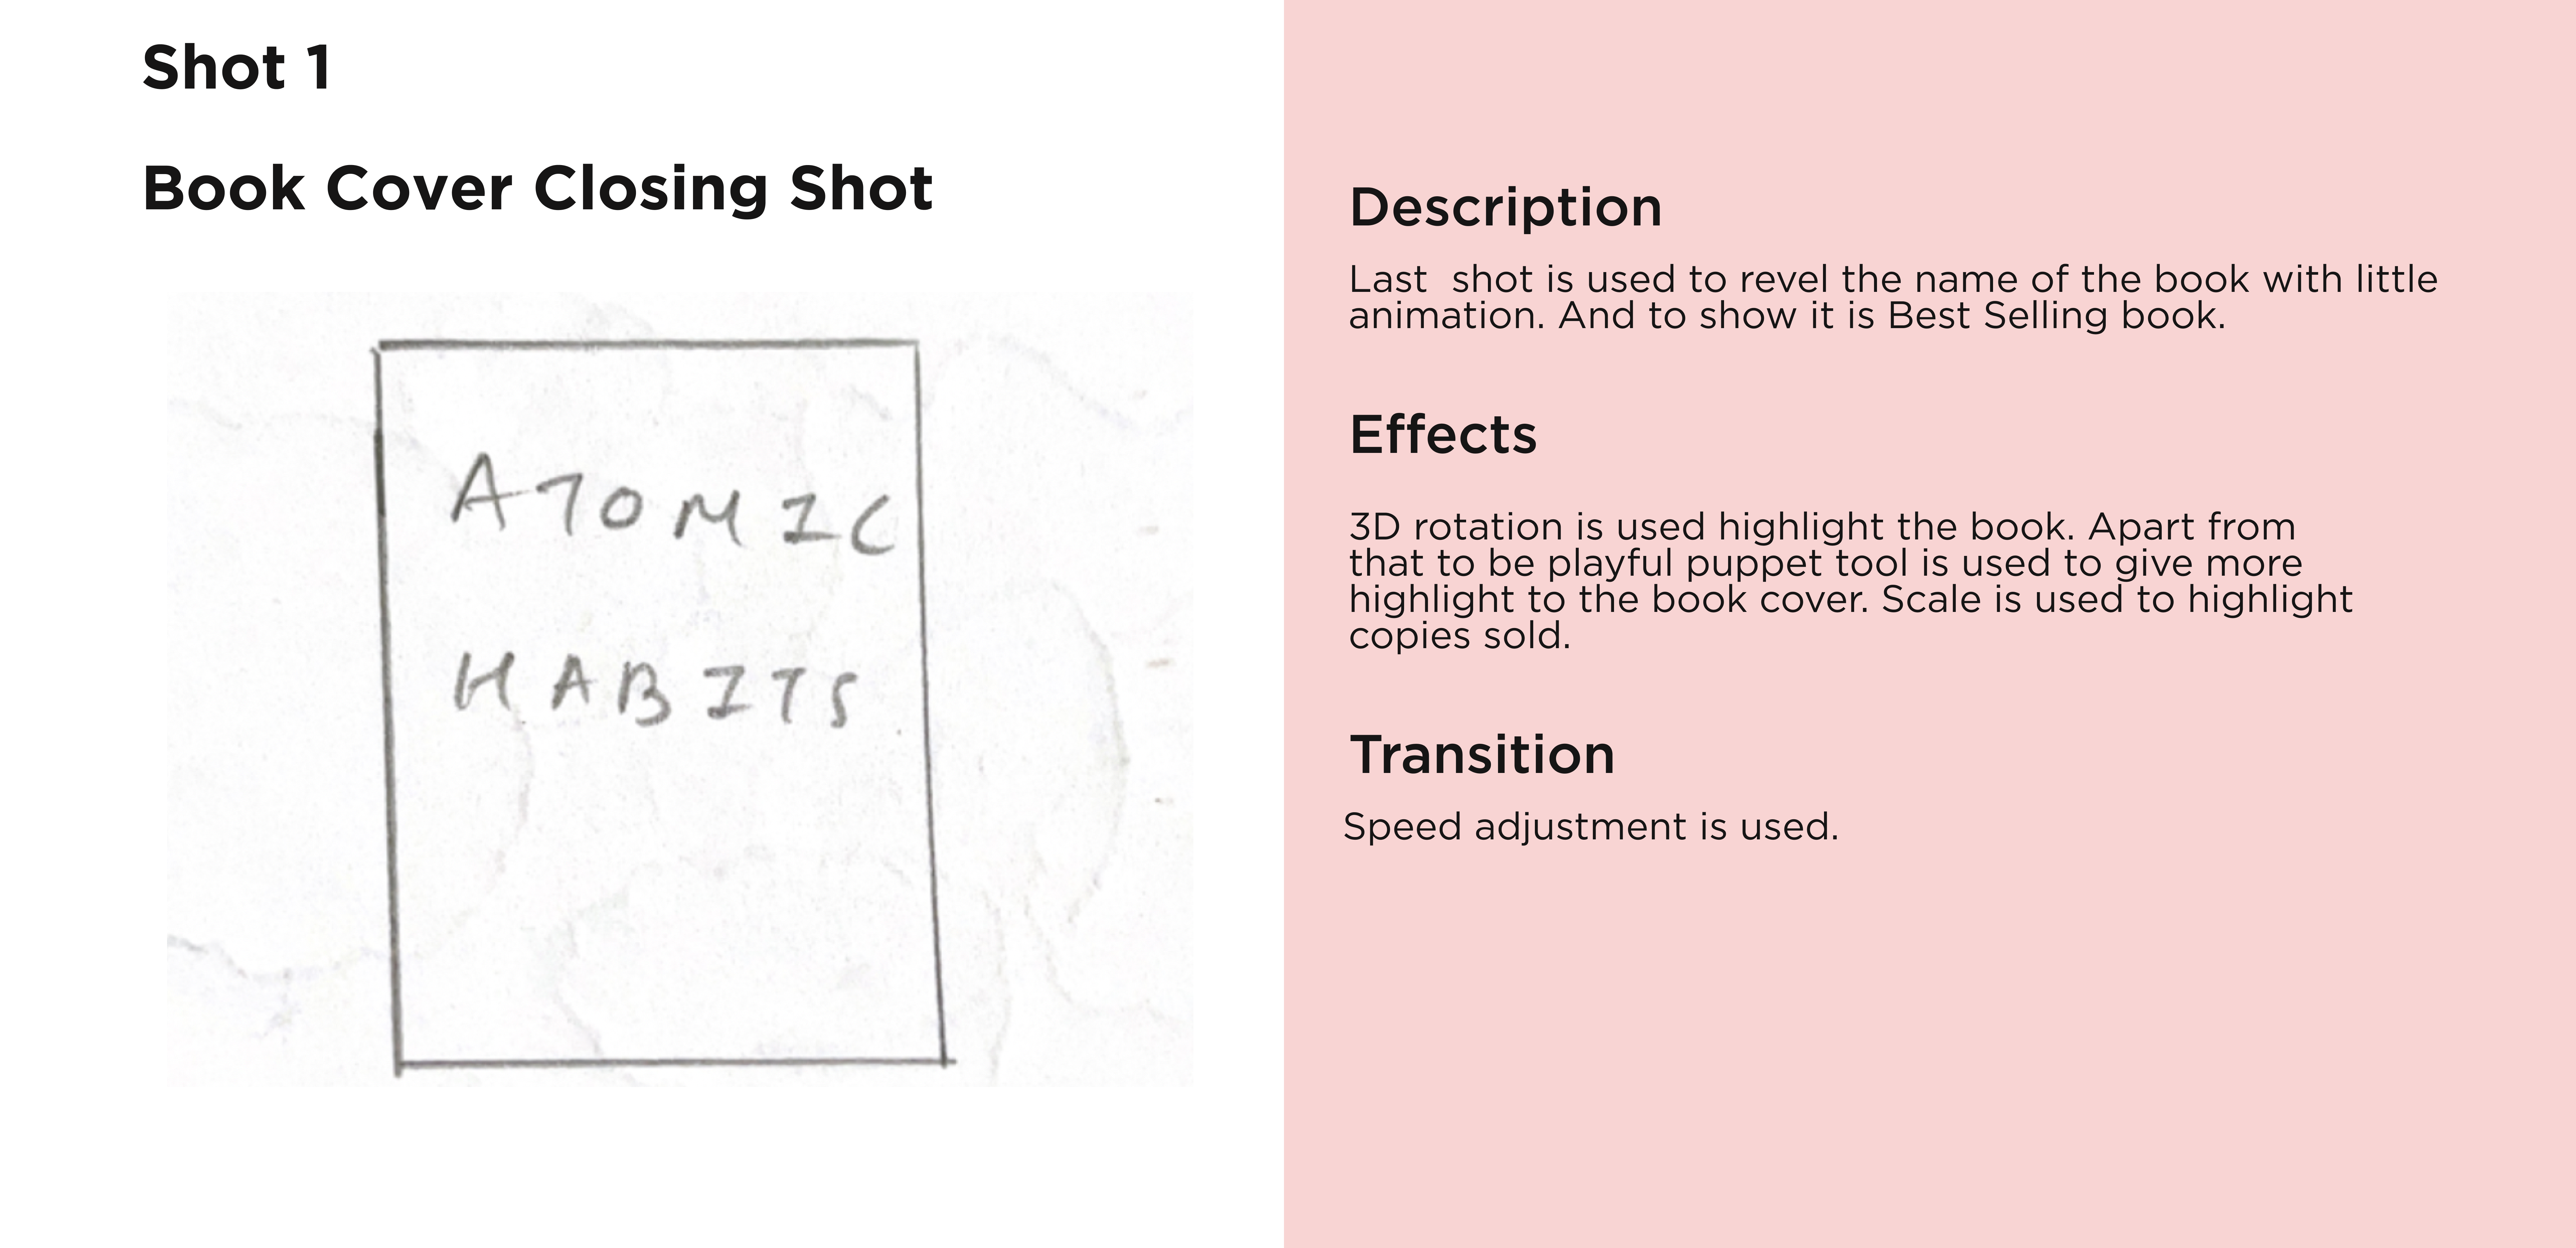 Shot 1
Book Cover Closing Shot
ATOMIC
HABITS
Description
Last  shot is used to revel the name of the book with little
animation. And to show it is Best Selling book.
Effects
3D rotation is used highlight the book. Apart from
that to be playful puppet tool is used to give more
highlight to the book cover. Scale is used to highlight
copies sold.
Transition
Speed adjustment is used.